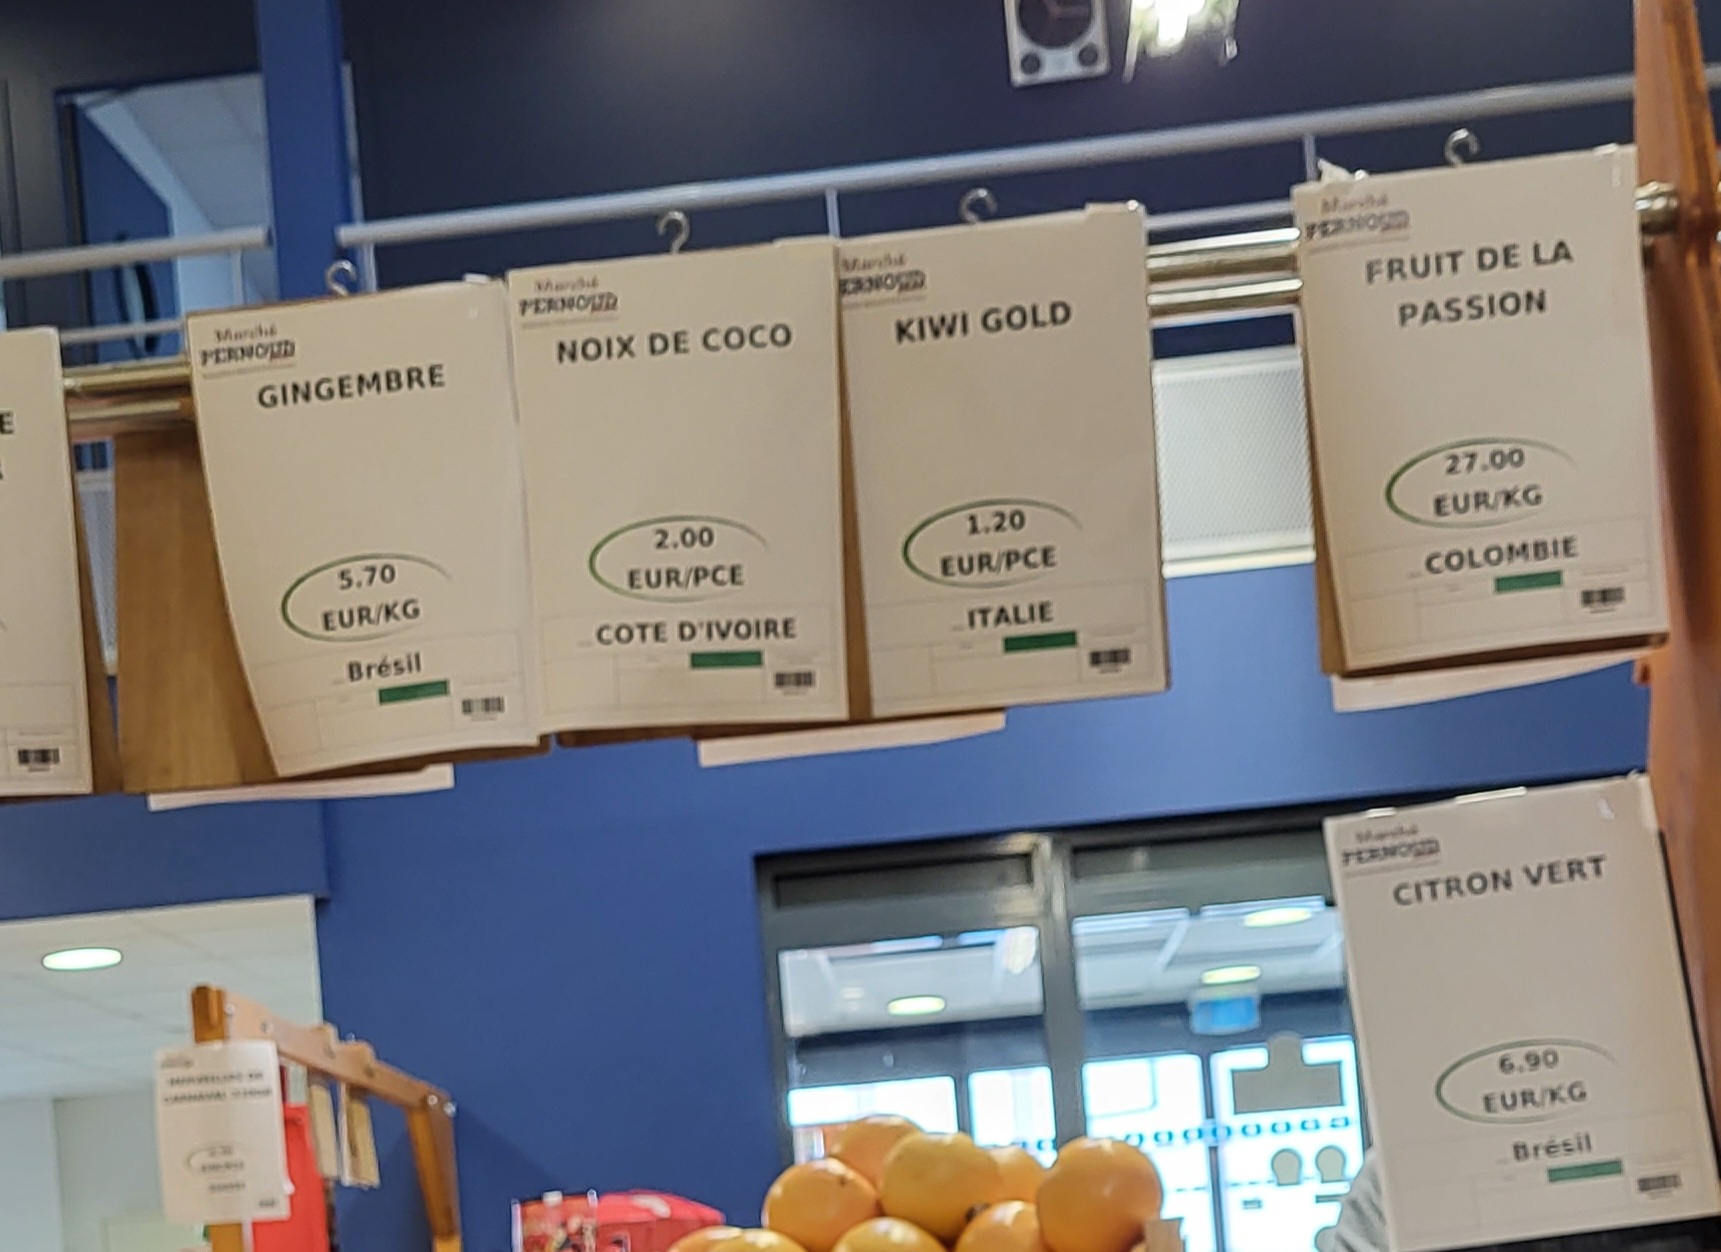 Marché
PERNOUD
GINGEMBRE
5.70
EUR/KG
Brésil
Marché
PERNOUD
NOIX DE COCO
2.00
EUR/PCE
COTE D'IVOIRE
Marché
PERNOUD
KIWI GOLD
1.20
EUR/PCE
ITALIE
Marché
PERNOUD
FRUIT DE LA
PASSION
27.00
EUR/KG
COLOMBIE
Marché
PERNOUD
CITRON VERT
6.90
EUR/KG
Brésil